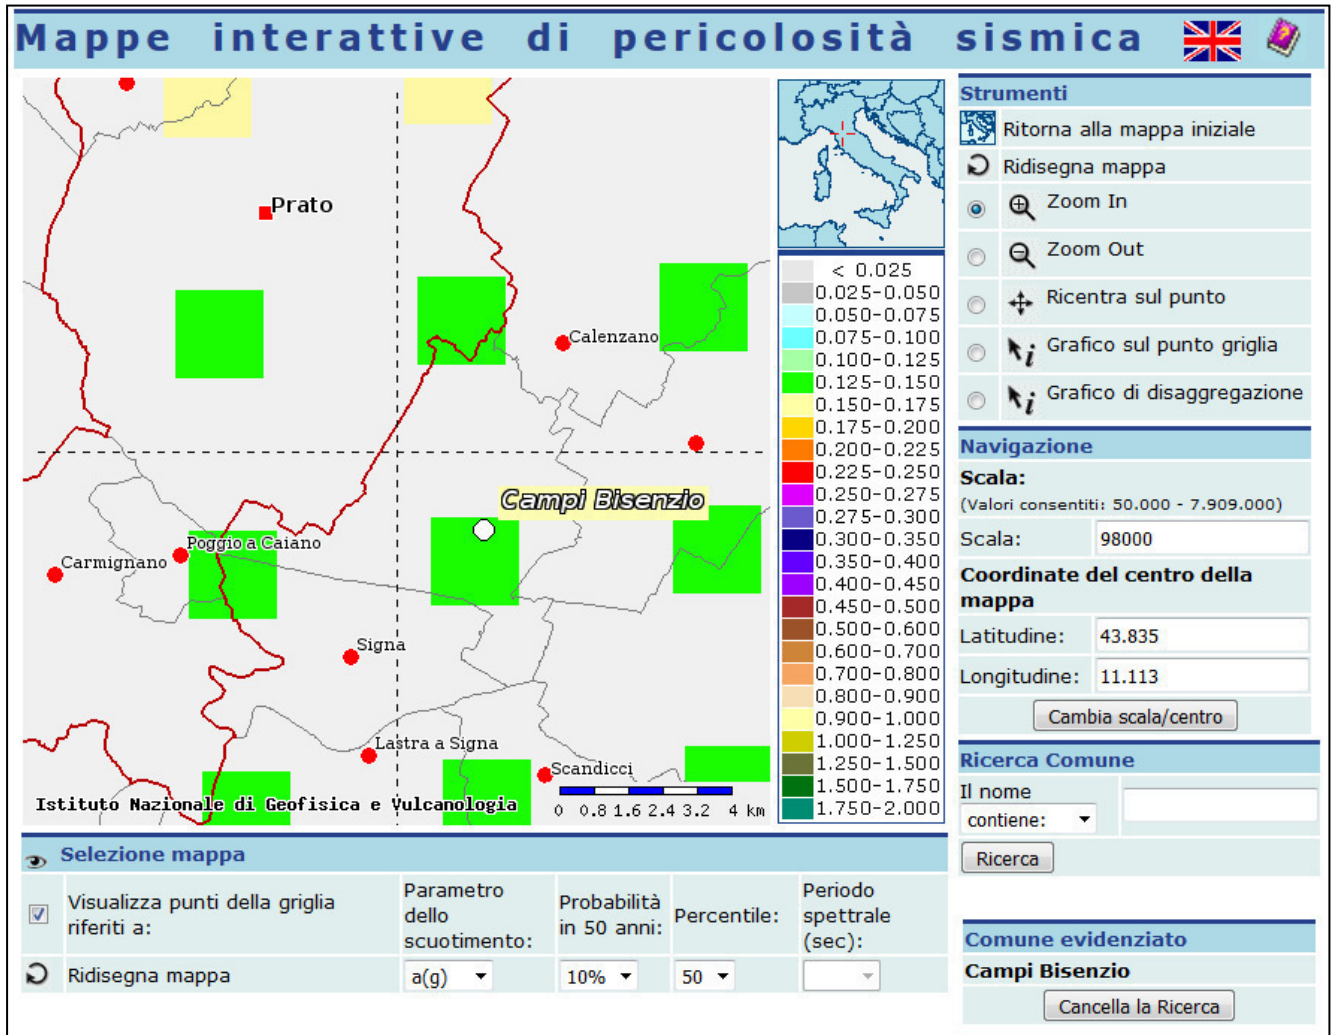 Mappe interattive di pericolosità sismica
Prato
Calenzano
Campi Bisenzio
Poggio a Caiano
Carmignano
Signa
Lastra a Signa
Scandicci
Istituto Nazionale di Geofisica e Vulcanologia
0 0.8 1.6 2.4 3.2 4 km
< 0.025
0.025-0.050
0.050-0.075
0.075-0.100
0.100-0.125
0.125-0.150
0.150-0.175
0.175-0.200
0.200-0.225
0.225-0.250
0.250-0.275
0.275-0.300
0.300-0.350
0.350-0.400
0.400-0.450
0.450-0.500
0.500-0.600
0.600-0.700
0.700-0.800
0.800-0.900
0.900-1.000
1.000-1.250
1.250-1.500
1.500-1.750
1.750-2.000
Strumenti
Ritorna alla mappa iniziale
Ridisegna mappa
Zoom In
Zoom Out
Ricentra sul punto
Grafico sul punto griglia
Grafico di disaggregazione
Navigazione
Scala:
(Valori consentiti: 50.000 - 7.909.000)
Scala: 98000
Coordinate del centro della
mappa
Latitudine: 43.835
Longitudine: 11.113
Cambia scala/centro
Ricerca Comune
Il nome
contiene:
Ricerca
Comune evidenziato
Campi Bisenzio
Cancella la Ricerca
Selezione mappa
Visualizza punti della griglia
riferiti a:
Parametro
dello
scuotimento:
Probabilità
in 50 anni:
Percentile:
Periodo
spettrale
(sec):
Ridisegna mappa
a(g)
10%
50